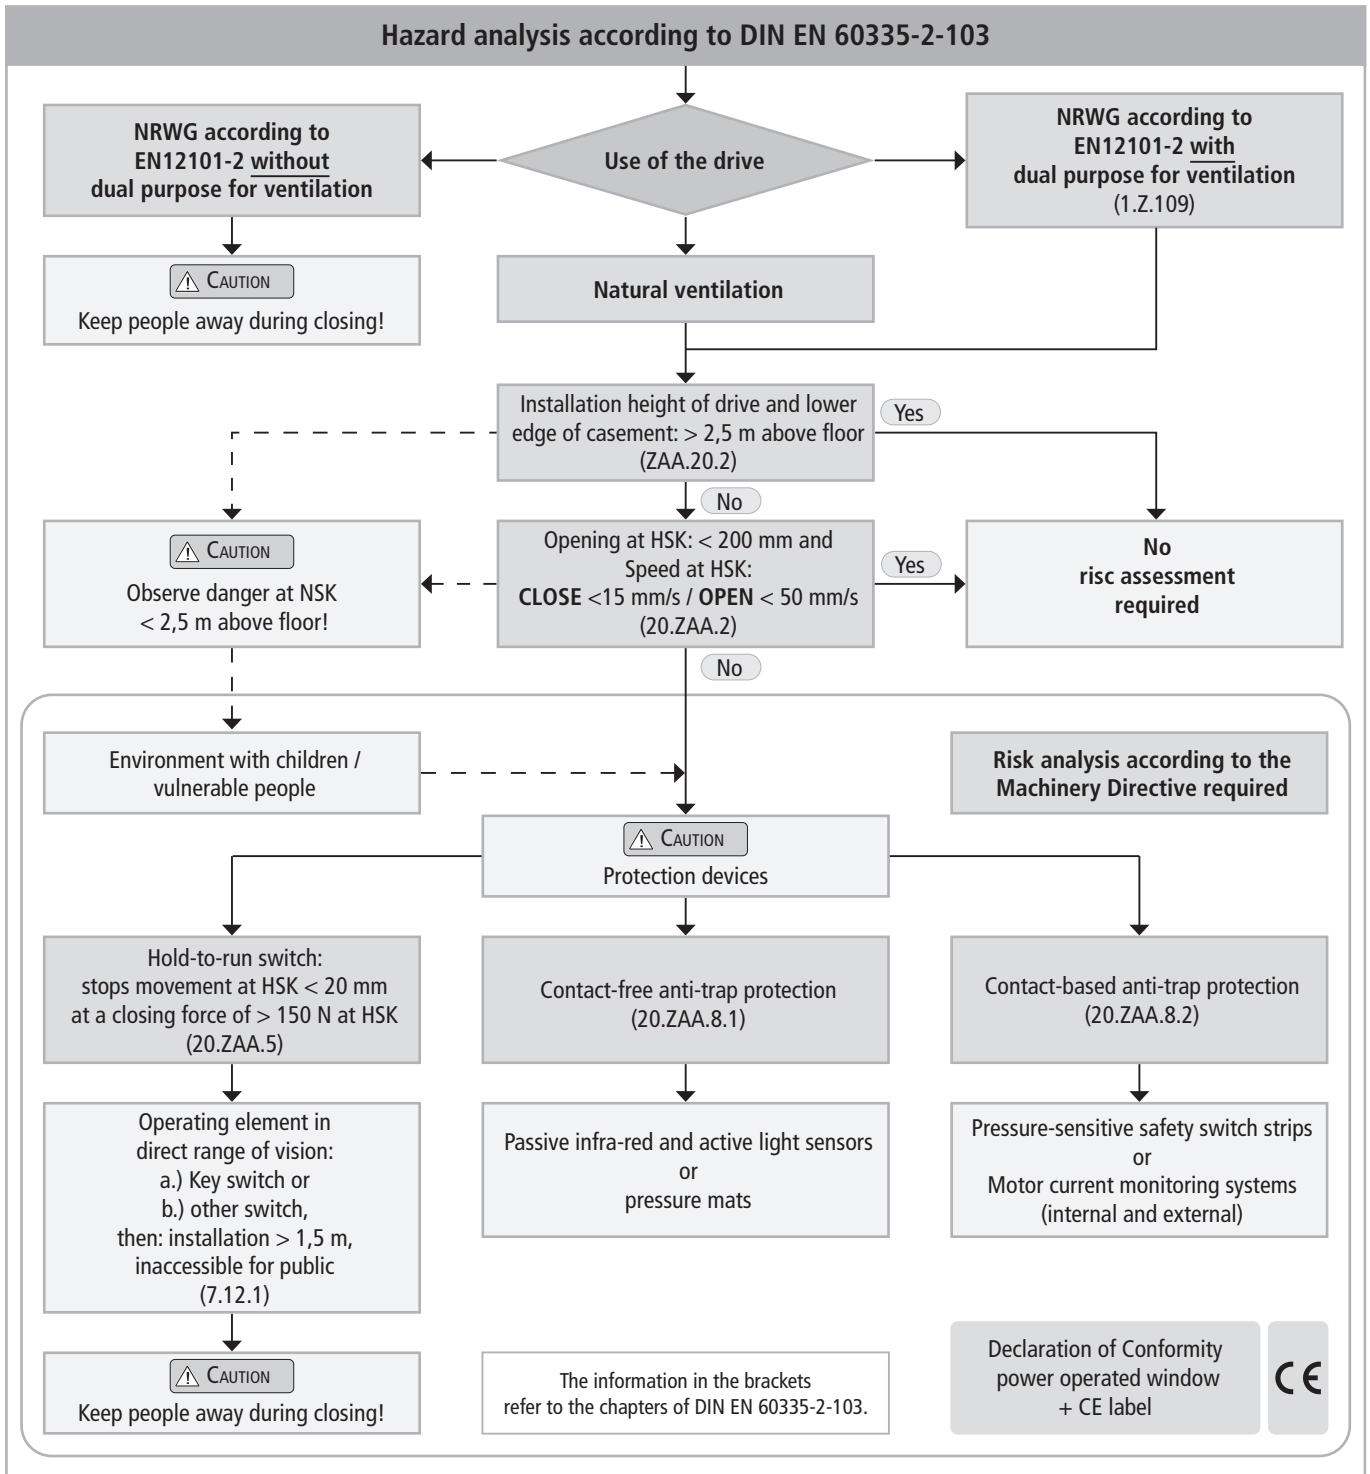 Hazard analysis according to DIN EN 60335-2-103
NRWG according to
EN12101-2 without
dual purpose for ventilation
Use of the drive
NRWG according to
EN12101-2 with
dual purpose for ventilation
(1.Z.109)
CAUTION
Keep people away during closing!
Natural ventilation
Installation height of drive and lower
edge of casement: > 2,5 m above floor
(ZAA.20.2)
Yes
No
CAUTION
Observe danger at NSK
< 2,5 m above floor!
Opening at HSK: < 200 mm and
Speed at HSK:
CLOSE <15 mm/s / OPEN < 50 mm/s
(20.ZAA.2)
Yes
No
risc assessment
required
No
Environment with children /
vulnerable people
Risk analysis according to the
Machinery Directive required
CAUTION
Protection devices
Hold-to-run switch:
stops movement at HSK < 20 mm
at a closing force of > 150 N at HSK
(20.ZAA.5)
Contact-free anti-trap protection
(20.ZAA.8.1)
Contact-based anti-trap protection
(20.ZAA.8.2)
Operating element in
direct range of vision:
a.) Key switch or
b.) other switch,
then: installation > 1,5 m,
inaccessible for public
(7.12.1)
Passive infra-red and active light sensors
or
pressure mats
Pressure-sensitive safety switch strips
or
Motor current monitoring systems
(internal and external)
CAUTION
Keep people away during closing!
The information in the brackets
refer to the chapters of DIN EN 60335-2-103.
Declaration of Conformity
power operated window
+ CE label
CE